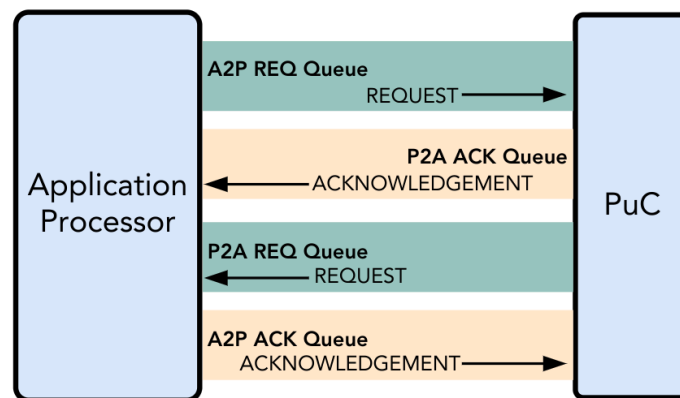 Application
Processor
A2P REQ Queue
REQUEST
P2A ACK Queue
ACKNOWLEDGEMENT
P2A REQ Queue
REQUEST
A2P ACK Queue
ACKNOWLEDGEMENT
PuC